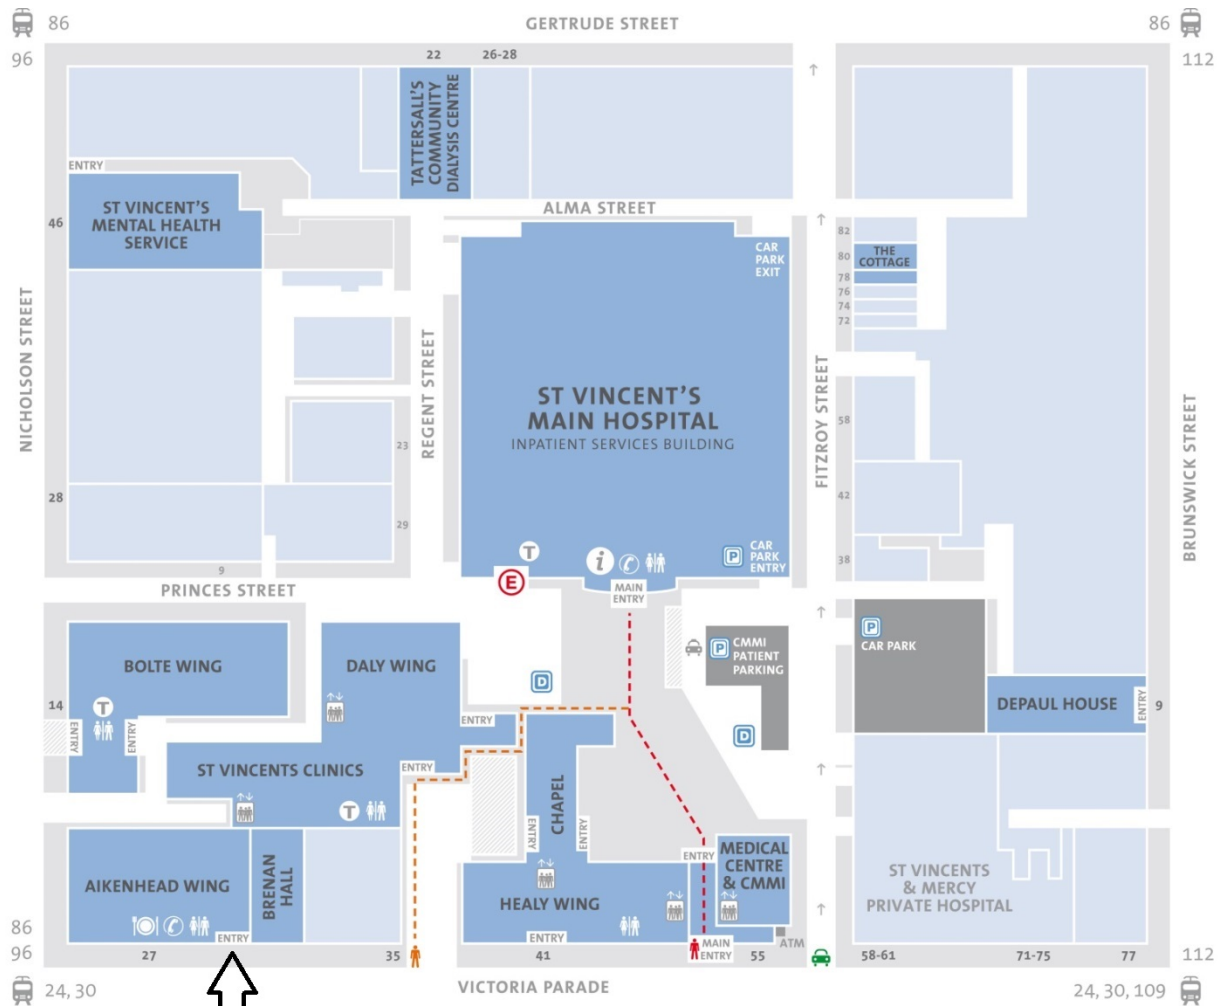 86
GERTRUDE STREET
86
96
22
26-28
112
TATTERSALL'S
COMMUNITY
DIALYSIS CENTRE
ENTRY
ST VINCENT'S
MENTAL HEALTH
SERVICE
46
ALMA STREET
CAR
PARK
EXIT
82
80
THE
COTTAGE
78
76
74
72
NICHOLSON STREET
REGENT STREET
ST VINCENT'S
MAIN HOSPITAL
INPATIENT SERVICES BUILDING
FITZROY STREET
BRUNSWICK STREET
58
23
28
42
29
38
9
T
i
P
CAR
PARK
ENTRY
E
MAIN
ENTRY
PRINCES STREET
BOLTE WING
DALY WING
D
P
CMMI
PATIENT
PARKING
P
CAR PARK
14
T
ENTRY
ENTRY
ENTRY
D
DEPAUL HOUSE
ENTRY
9
ST VINCENTS CLINICS
ENTRY
T
CHAPEL
ENTRY
ENTRY
ENTRY
MEDICAL
CENTRE
& CMMI
AIKENHEAD WING
BRENAN
HALL
HEALY WING
ST VINCENTS
& MERCY
PRIVATE HOSPITAL
ENTRY
ENTRY
MAIN
ENTRY
ATM
86
96
27
35
41
55
58-61
71-75
77
112
24, 30
VICTORIA PARADE
24, 30, 109